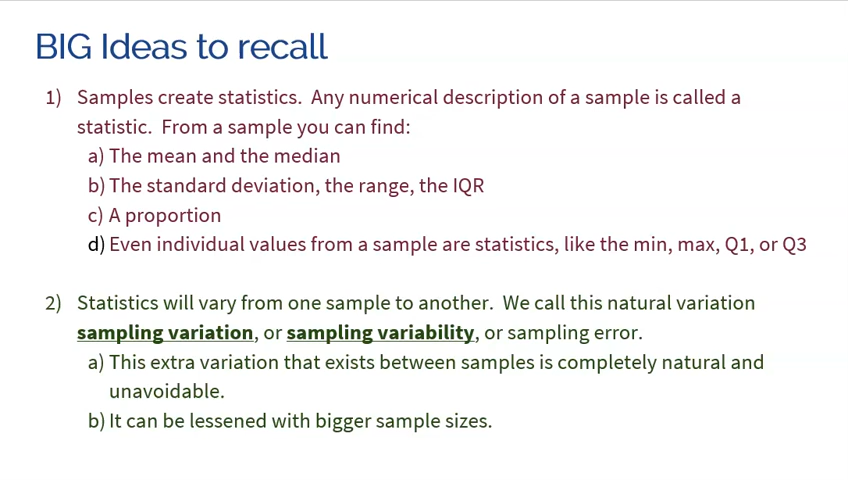 BIG Ideas to recall
1) Samples create statistics. Any numerical description of a sample is called a
statistic. From a sample you can find:
a) The mean and the median
b) The standard deviation, the range, the IQR
c) A proportion
d) Even individual values from a sample are statistics, like the min, max, Q1, or Q3
2) Statistics will vary from one sample to another. We call this natural variation
sampling variation, or sampling variability, or sampling error.
a) This extra variation that exists between samples is completely natural and
unavoidable.
b) It can be lessened with bigger sample sizes.